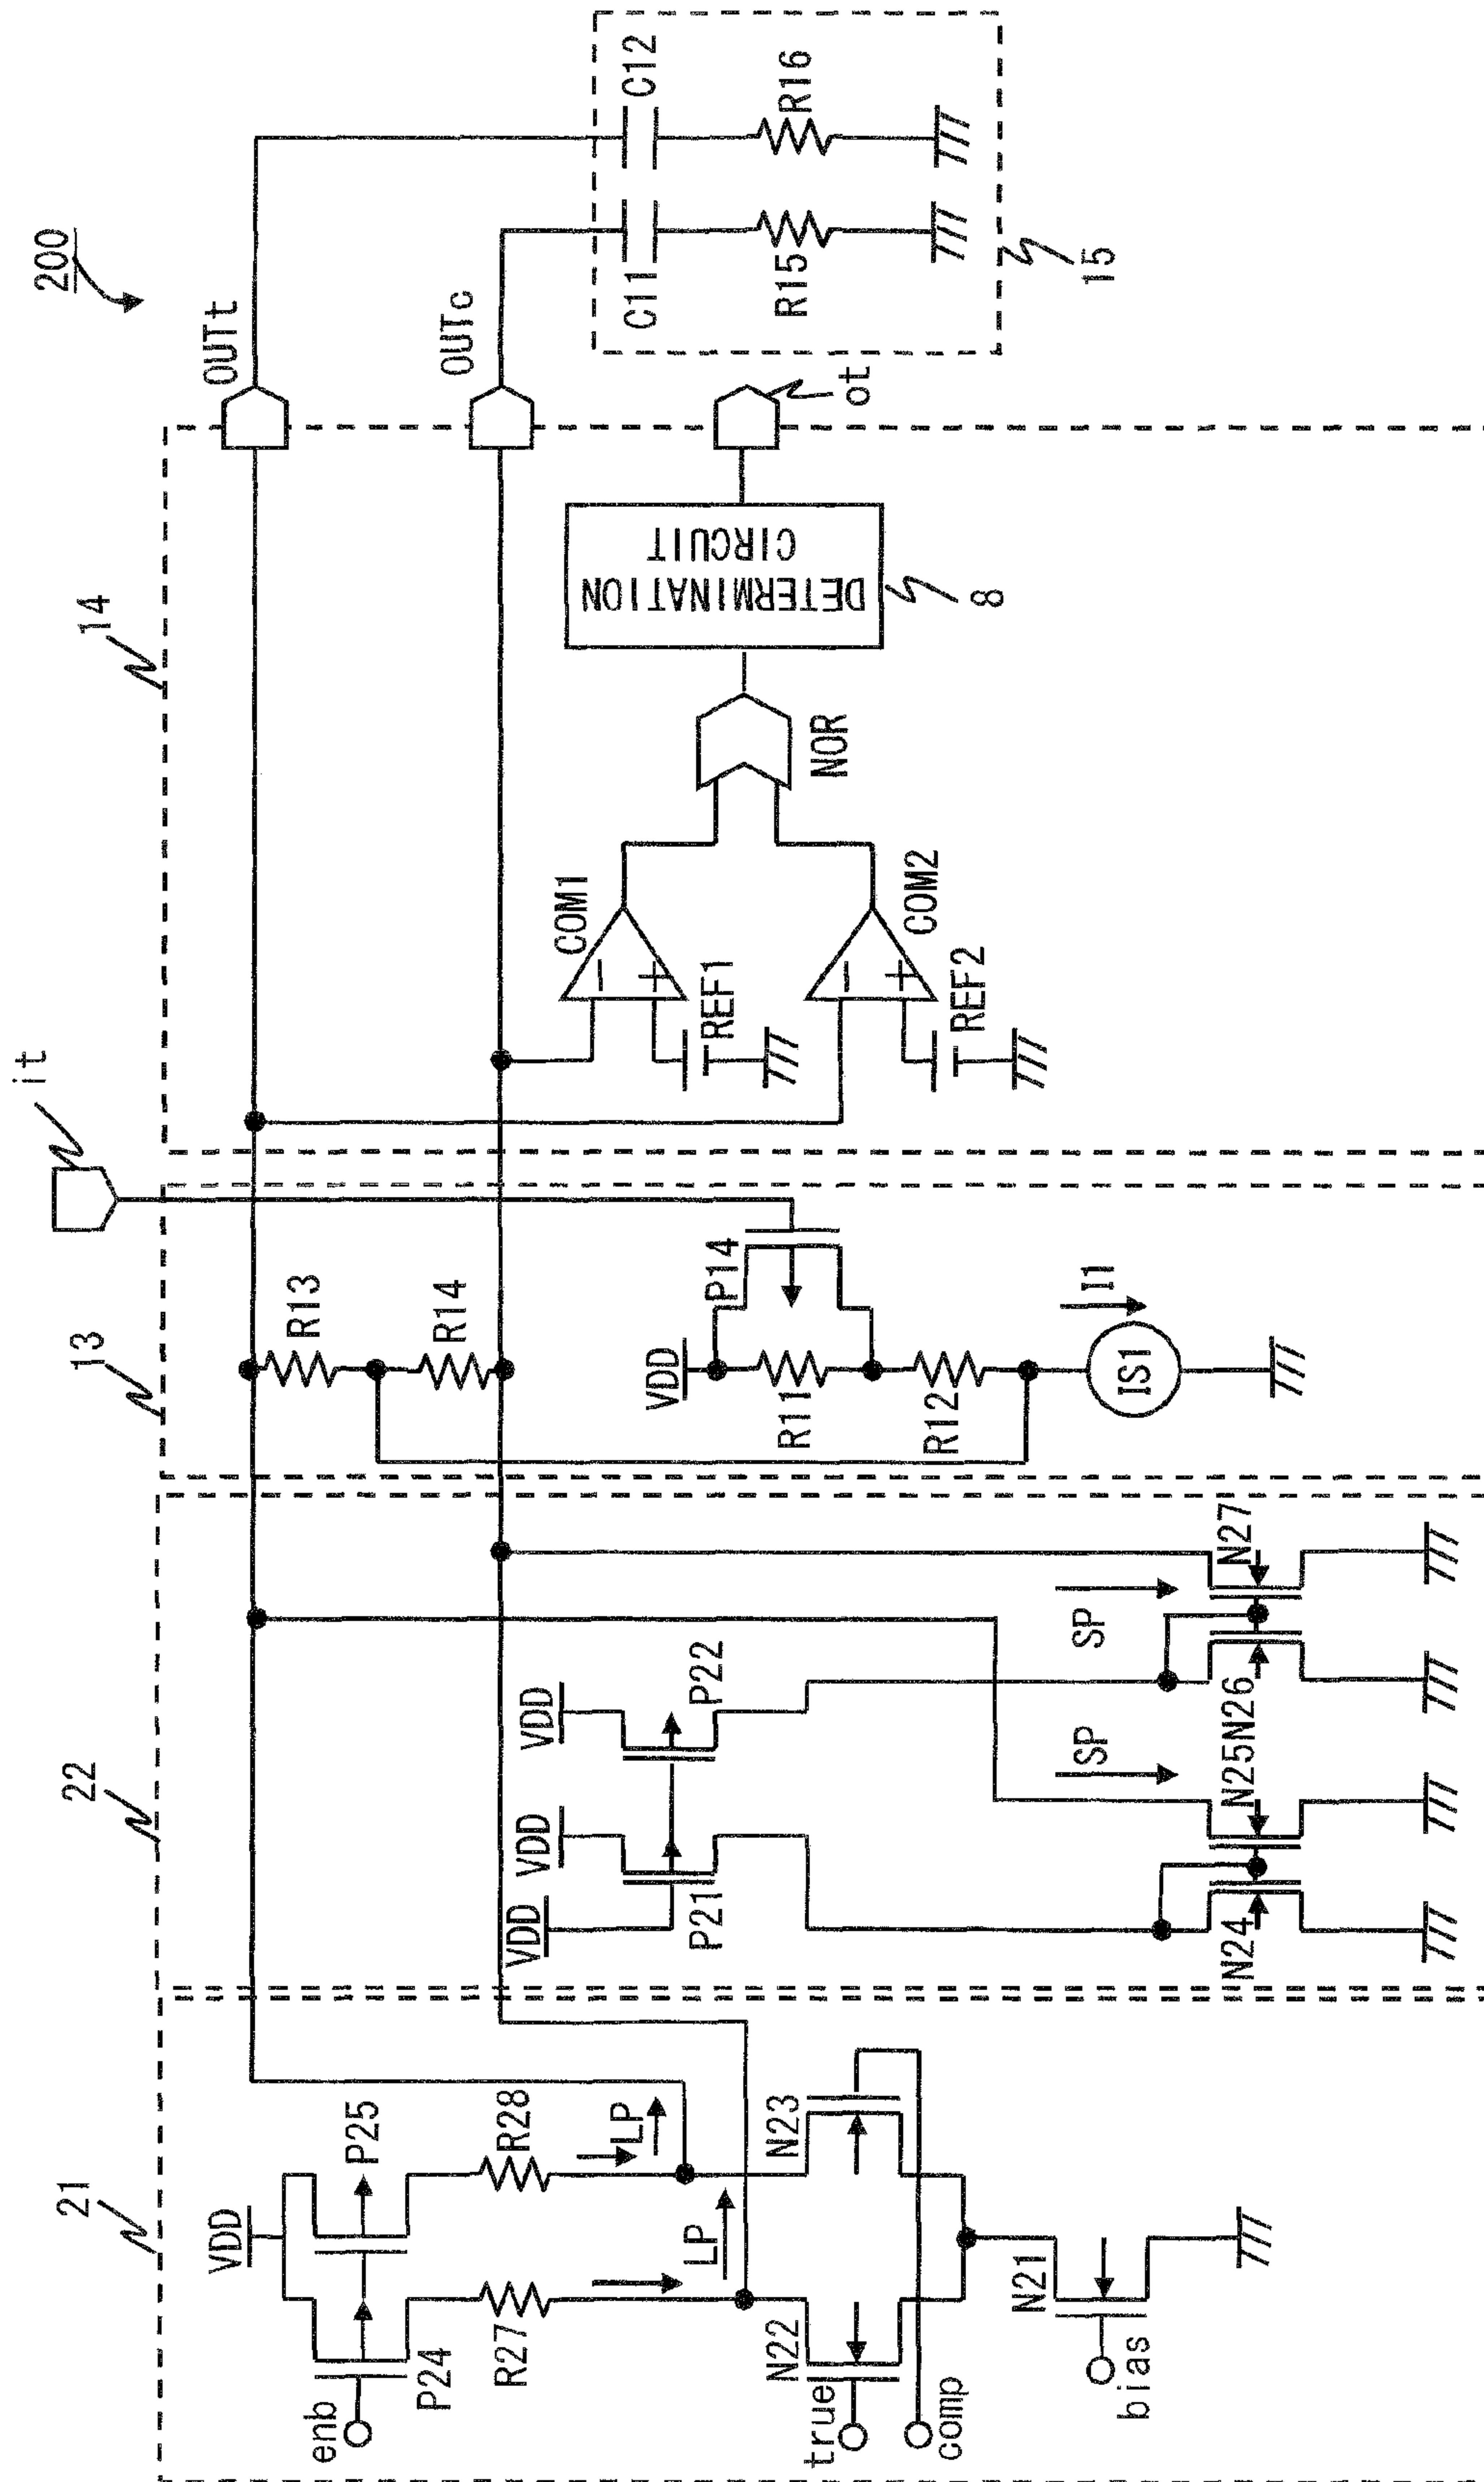 200
21
22
13
14
it
VDD
P25
enb
P24
R28
R27
LP
LP
N23
N22
true
comp
N21
bias
VDD
VDD
VDD
P22
P21
SP
SP
N24
N25
N26
N27
R13
R14
P14
VDD
R11
R12
I1
IS1
COM1
REF1
COM2
REF2
NOR
DETERMINATION
CIRCUIT
8
OUTt
OUTc
ot
C11
C12
R15
R16
15